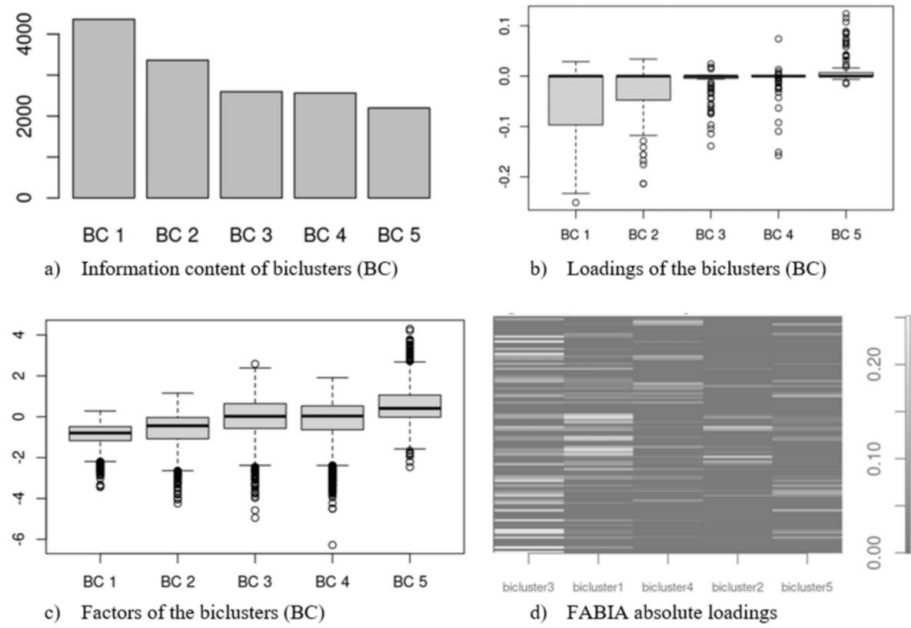 4000
2000
0
BC 1 BC 2 BC 3 BC 4 BC 5
a) Information content of biclusters (BC)
0.1
0.0
-0.1
-0.2
BC 1 BC 2 BC 3 BC 4 BC 5
b) Loadings of the biclusters (BC)
4
2
0
-2
-4
-6
BC 1 BC 2 BC 3 BC 4 BC 5
c) Factors of the biclusters (BC)
0.20
0.10
0.00
bicluster3 bicluster1 bicluster4 bicluster2 bicluster5
d) FABIA absolute loadings